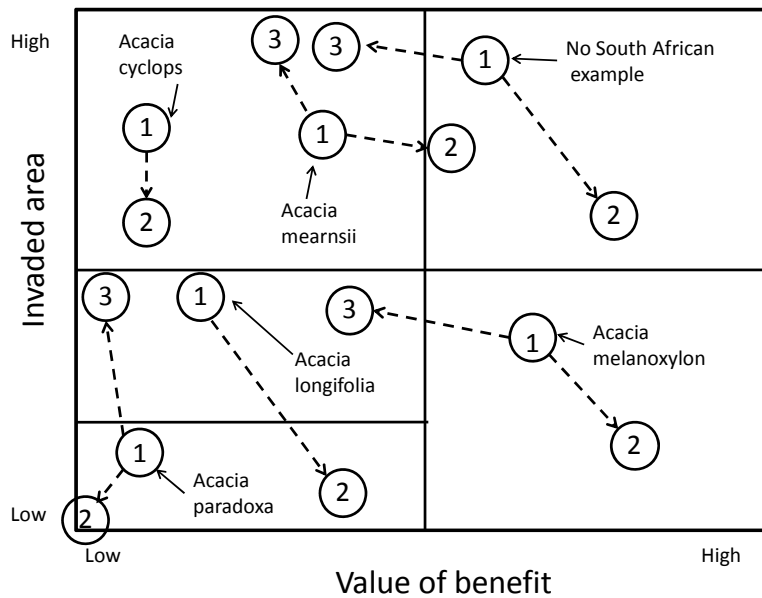 High
Acacia
cyclops
3
3
1
No South African
example
1
1
2
2
Acacia
mearnsii
2
Invaded area
3
1
3
1
Acacia
melanoxylon
Acacia
longifolia
1
2
Acacia
paradoxa
2
Low
2
Low
High
Value of benefit